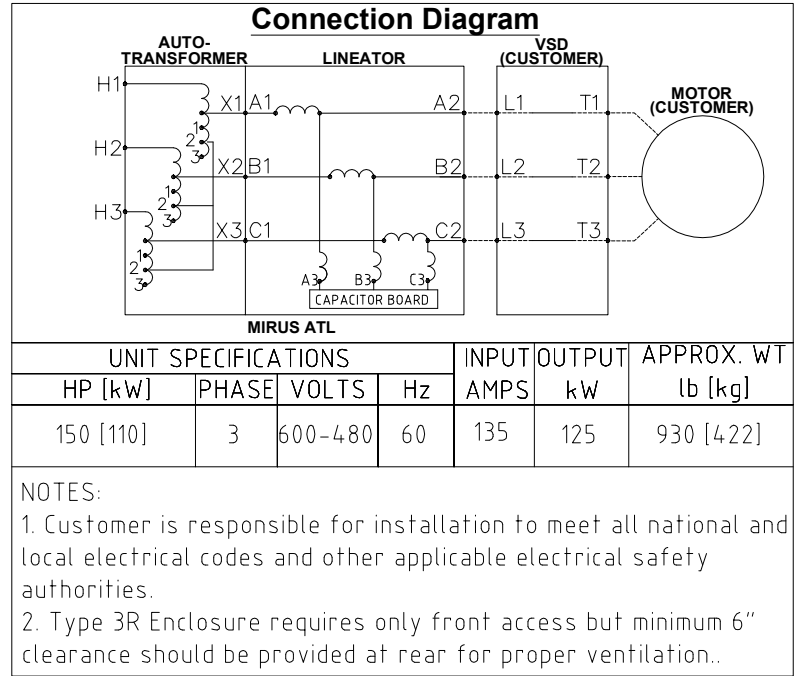 Connection Diagram
AUTO-
TRANSFORMER
LINEATOR
VSD
(CUSTOMER)
MOTOR
(CUSTOMER)
H1
X1 A1
A2
L1
T1
1
2
3
H2
X2 B1
B2
L2
T2
1
2
3
H3
X3 C1
C2
L3
T3
1
2
3
A3
B3
C3
CAPACITOR BOARD
MIRUS ATL
UNIT SPECIFICATIONS
INPUT
OUTPUT
APPROX. WT
HP [kW]
PHASE
VOLTS
Hz
AMPS
kW
lb [kg]
150 [110]
3
600-480
60
135
125
930 [422]
NOTES:
1. Customer is responsible for installation to meet all national and
local electrical codes and other applicable electrical safety
authorities.
2. Type 3R Enclosure requires only front access but minimum 6"
clearance should be provided at rear for proper ventilation..